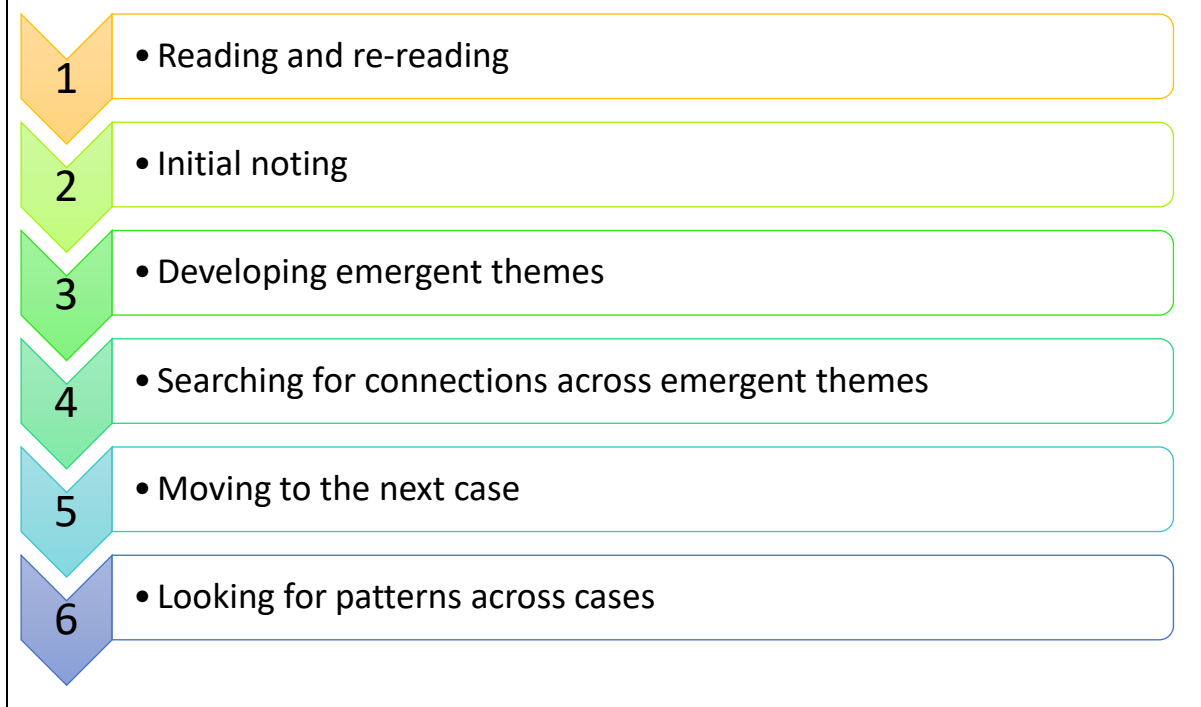 1
• Reading and re-reading
2
• Initial noting
3
• Developing emergent themes
4
• Searching for connections across emergent themes
5
• Moving to the next case
6
• Looking for patterns across cases